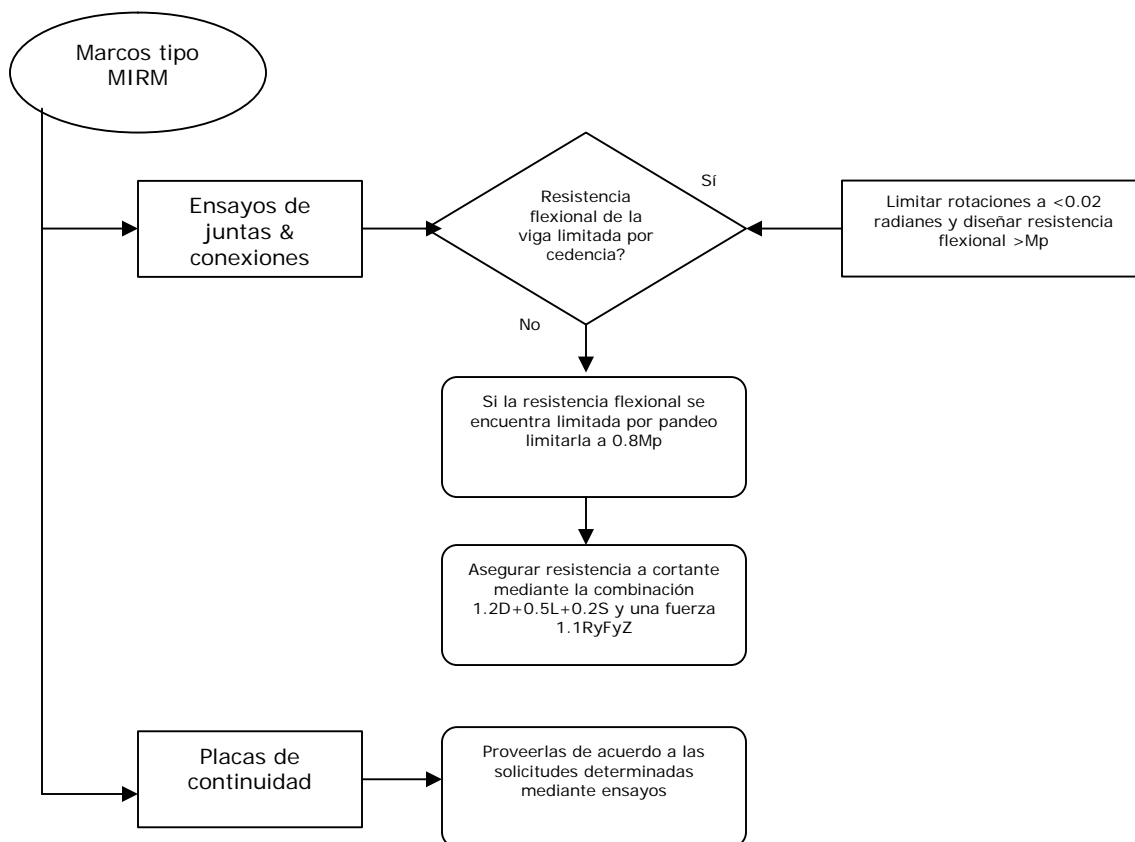 Marcos tipo
MIRM
Ensayos de
juntas &
conexiones
Resistencia
flexional de la
viga limitada por
cedencia?
Sí
Limitar rotaciones a <0.02
radianes y diseñar resistencia
flexional >Mp
No
Si la resistencia flexional se
encuentra limitada por pandeo
limitarla a 0.8Mp
Asegurar resistencia a cortante
mediante la combinación
1.2D+0.5L+0.2S y una fuerza
1.1RyFyZ
Placas de
continuidad
Proveerlas de acuerdo a las
solicitudes determinadas
mediante ensayos